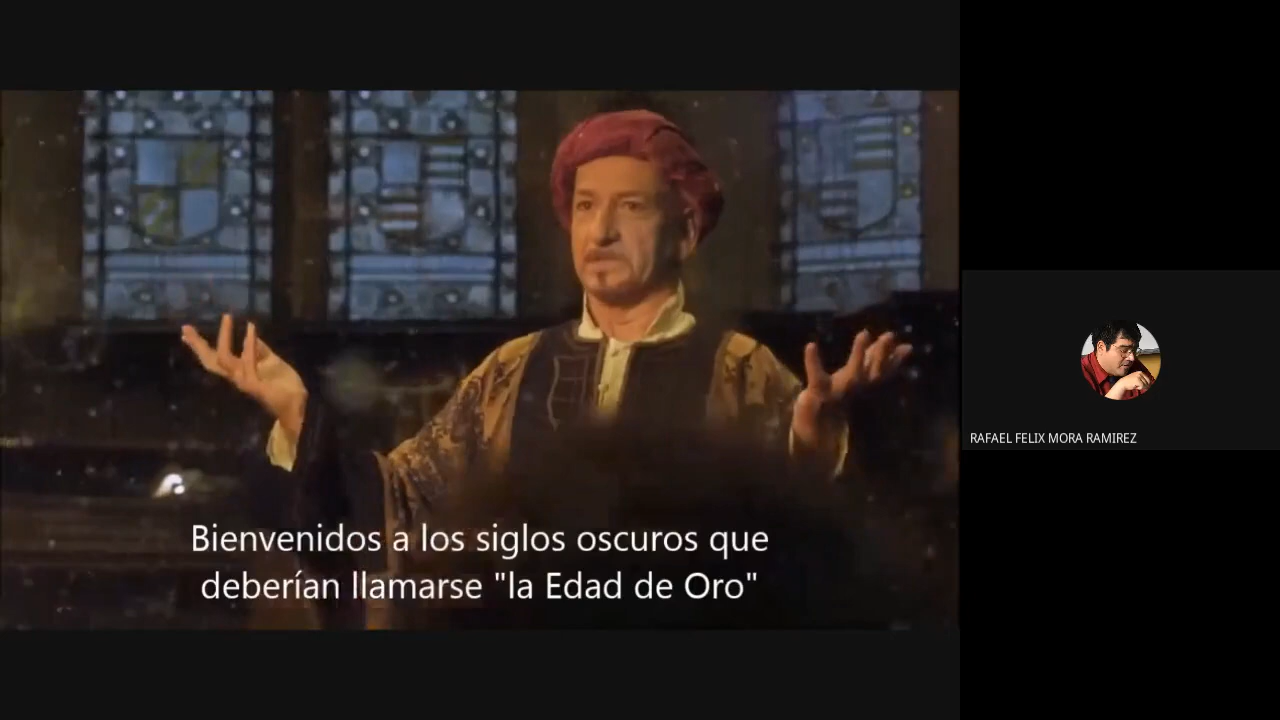 Bienvenidos a los siglos oscuros que
deberían llamarse "la Edad de Oro"
RAFAEL FELIX MORA RAMIREZ